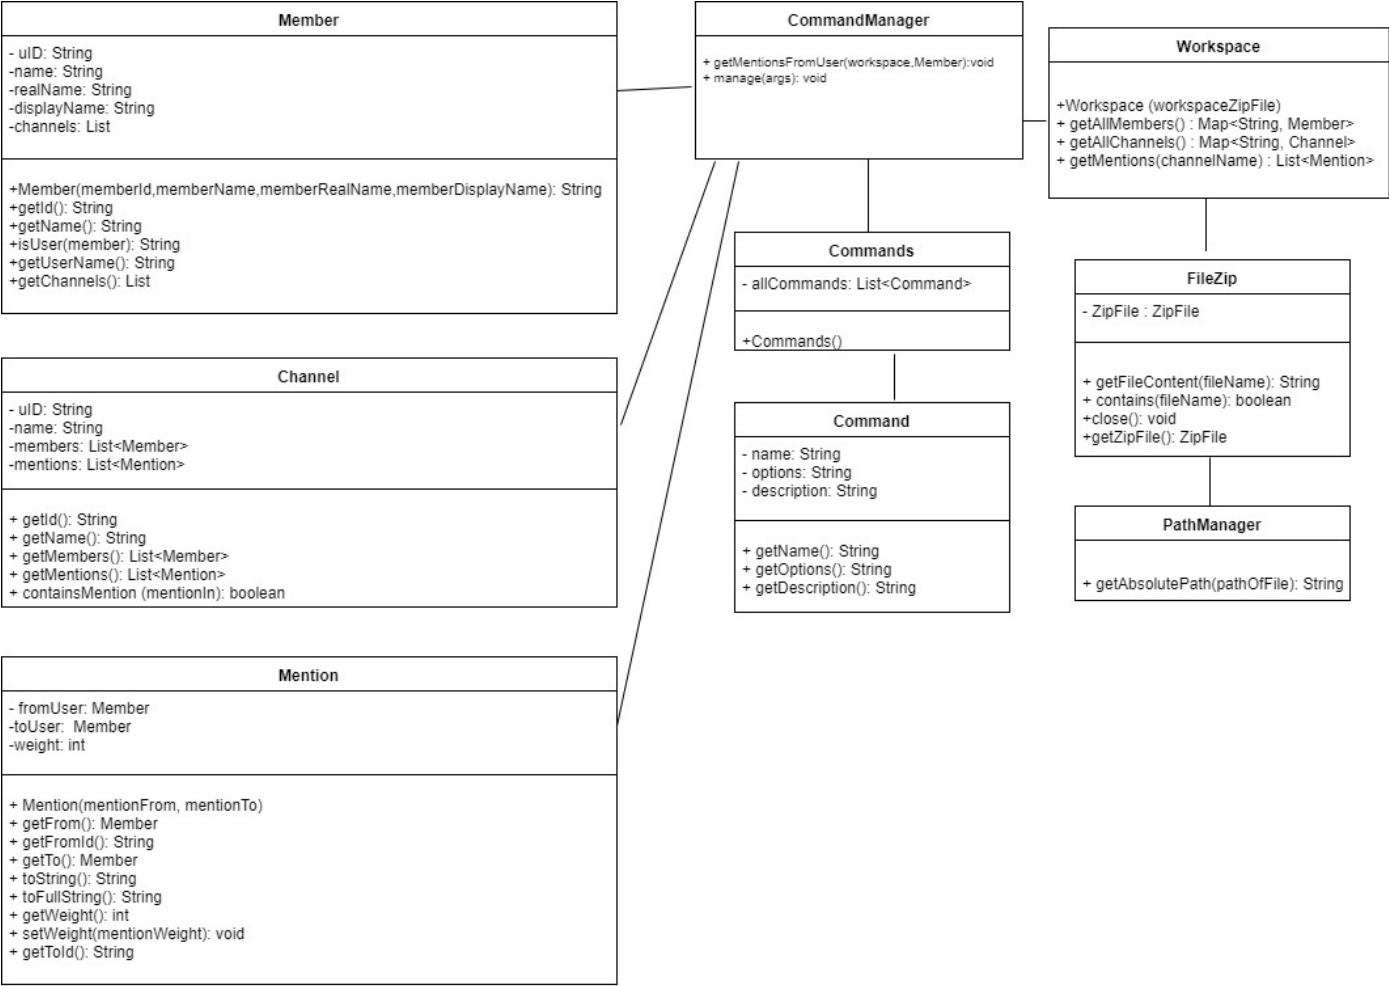 Member
- uID: String
-name: String
-realName: String
-displayName: String
-channels: List
+Member(memberId,memberName,memberRealName,memberDisplayName): String
+getId(): String
+getName(): String
+isUser(member): String
+getUserName(): String
+getChannels(): List
Channel
- uID: String
-name: String
-members: List<Member>
-mentions: List<Mention>
+ getId(): String
+ getName(): String
+ getMembers(): List<Member>
+ getMentions(): List<Mention>
+ containsMention (mentionIn): boolean
Mention
- fromUser: Member
-toUser:  Member
-weight: int
+ Mention(mentionFrom, mentionTo)
+ getFrom(): Member
+ getFromId(): String
+ getTo(): Member
+ toString(): String
+ toFullString(): String
+ getWeight(): int
+ setWeight(mentionWeight): void
+ getToId(): String
CommandManager
+ getMentionsFromUser(workspace,Member):void
+ manage(args): void
Commands
- allCommands: List<Command>
+Commands()
Command
- name: String
- options: String
- description: String
+ getName(): String
+ getOptions(): String
+ getDescription(): String
Workspace
+Workspace (workspaceZipFile)
+ getAllMembers() : Map<String, Member>
+ getAllChannels() : Map<String, Channel>
+ getMentions(channelName) : List<Mention>
FileZip
- ZipFile : ZipFile
+ getFileContent(fileName): String
+ contains(fileName): boolean
+close(): void
+getZipFile(): ZipFile
PathManager
+ getAbsolutePath(pathOfFile): String